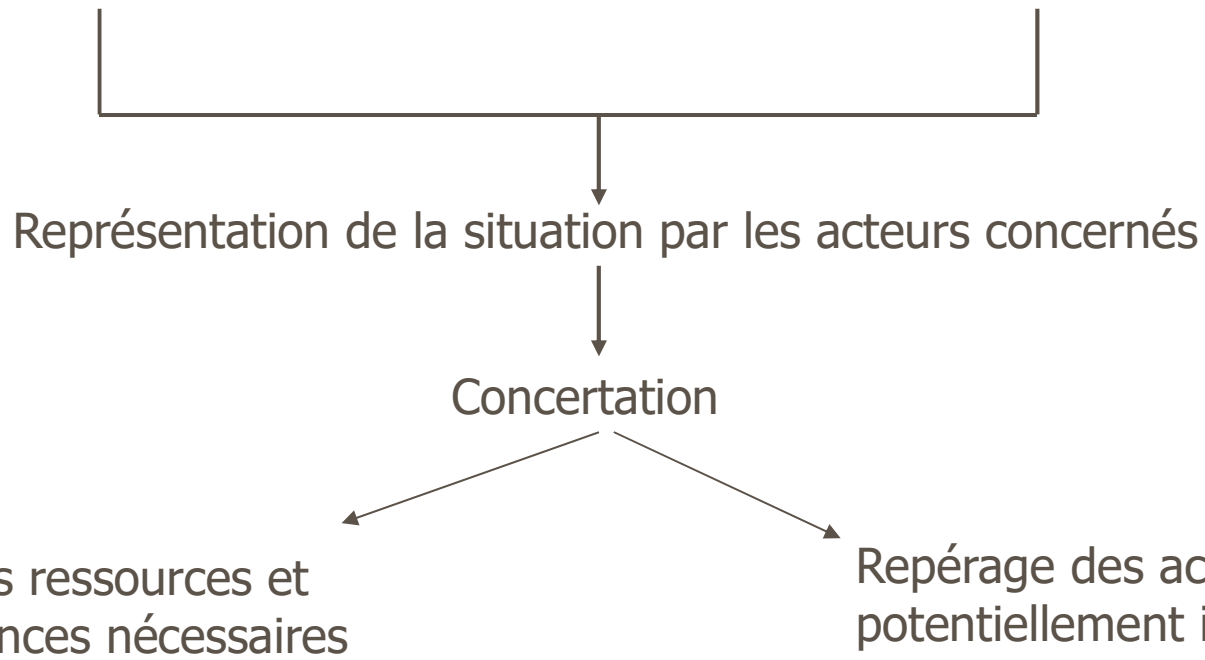 Représentation de la situation par les acteurs concernés
Concertation
s ressources et
nces nécessaires
Repérage des ac
potentiellement i